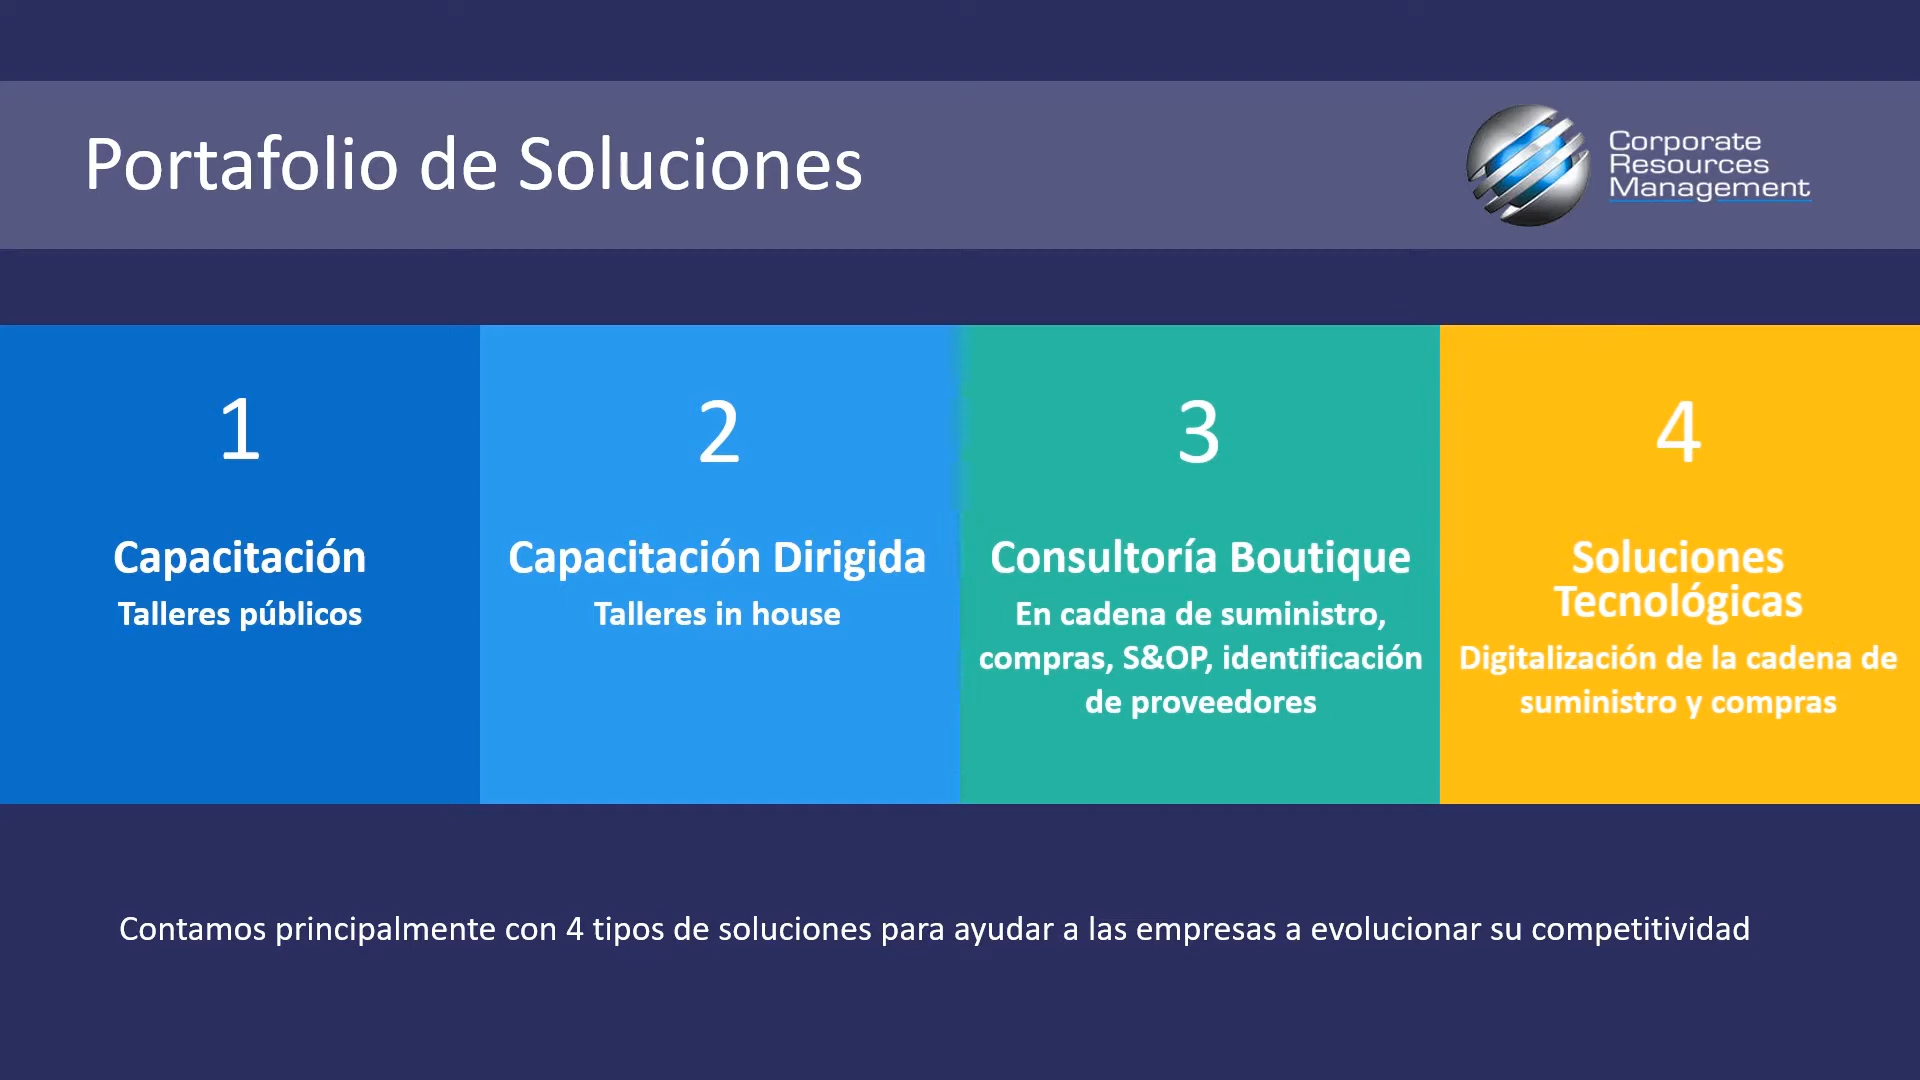 Portafolio de Soluciones
Corporate
Resources
Management
1
Capacitación
Talleres públicos
2
Capacitación Dirigida
Talleres in house
3
Consultoría Boutique
En cadena de suministro,
compras, S&OP, identificación
de proveedores
4
Soluciones
Tecnológicas
Digitalización de la cadena de
suministro y compras
Contamos principalmente con 4 tipos de soluciones para ayudar a las empresas a evolucionar su competitividad